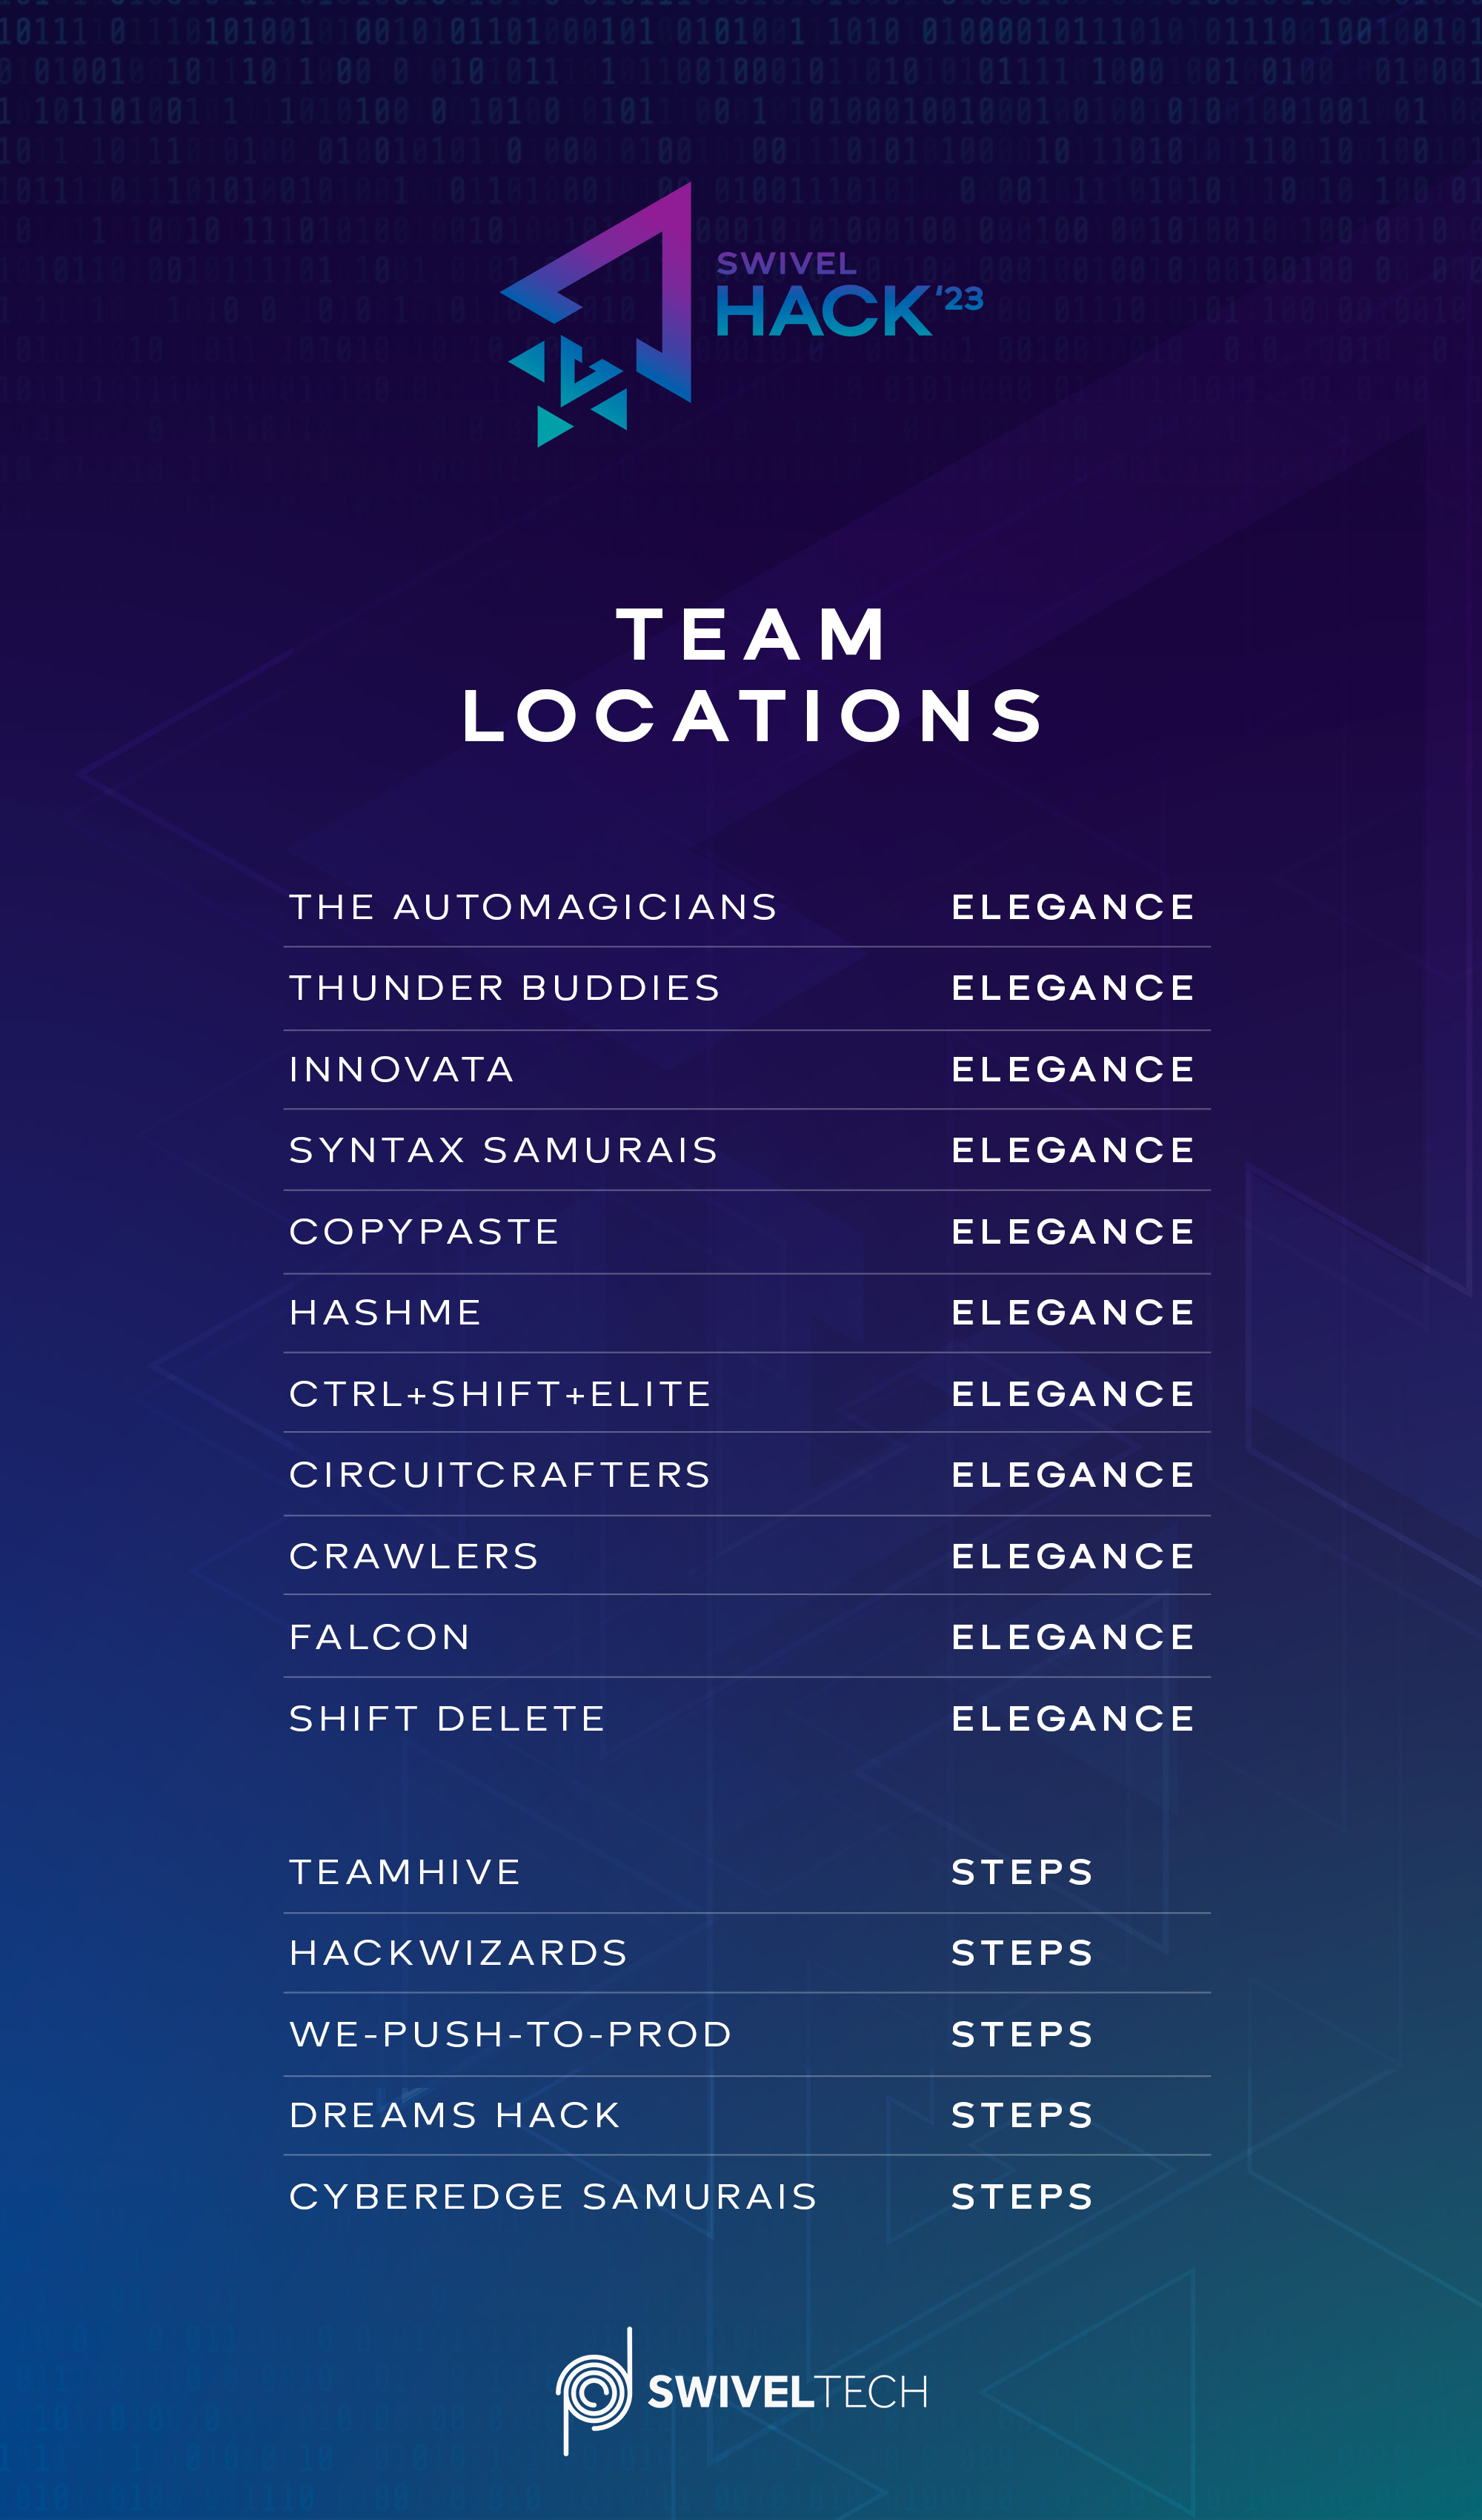 SWIVEL
HACK'23
TEAM
LOCATIONS
THE AUTOMAGICIANS ELEGANCE
THUNDER BUDDIES ELEGANCE
INNOVATA ELEGANCE
SYNTAX SAMURAIS ELEGANCE
COPYPASTE ELEGANCE
HASHME ELEGANCE
CTRL+SHIFT+ELITE ELEGANCE
CIRCUITCRAFTERS ELEGANCE
CRAWLERS ELEGANCE
FALCON ELEGANCE
SHIFT DELETE ELEGANCE
TEAMHIVE STEPS
HACKWIZARDS STEPS
WE-PUSH-TO-PROD STEPS
DREAMS HACK STEPS
CYBEREDGE SAMURAIS STEPS
SWIVELTECH